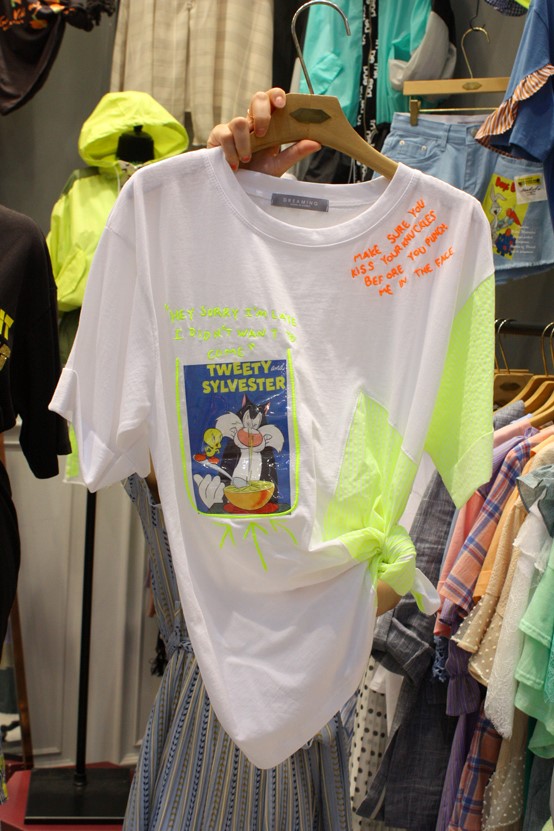 DREAMING
MAKE SURE YOU
KISS YOUR KNUCKLES
BEFORE YOU PUNCH
ME IN THE FACE
"HEY SORRY I'M LATE
I DIDN'T WANT TO
COME"
TWEETY and
SYLVESTER